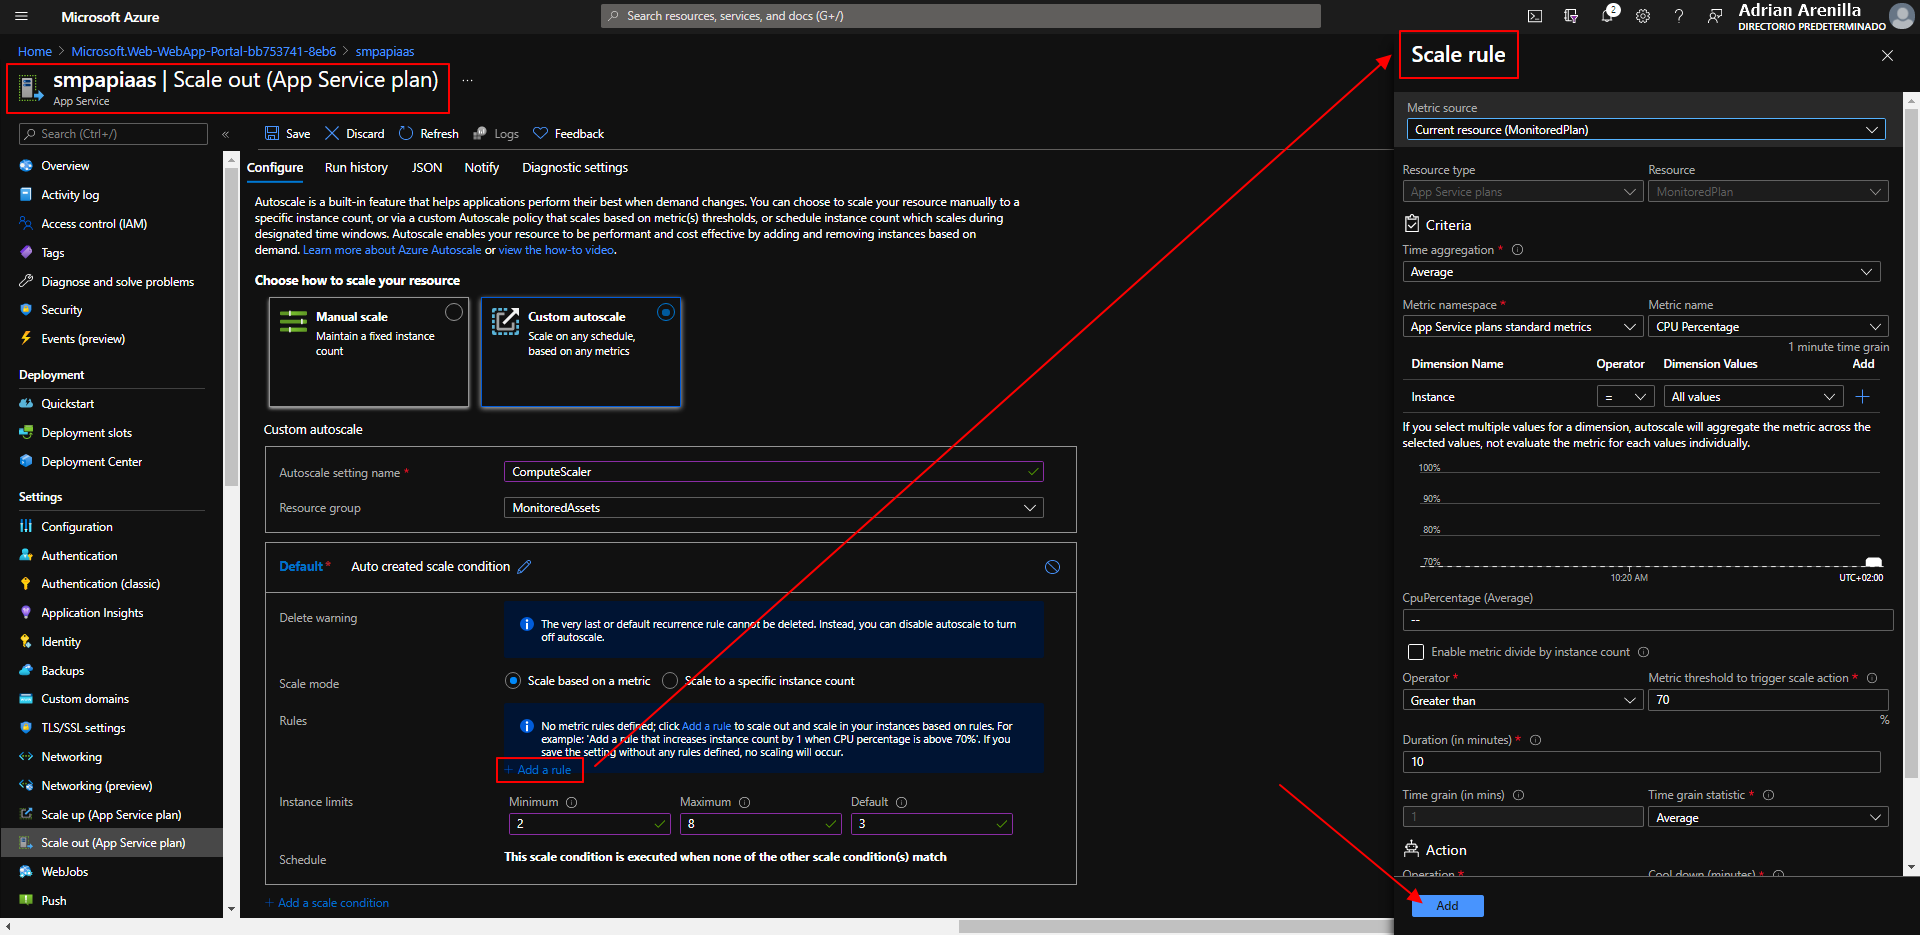 Microsoft Azure
Search resources, services, and docs (G+/)
2
Adrian Arenilla
DIRECTORIO PREDETERMINADO
Home > Microsoft.Web-WebApp-Portal-bb753741-8eb6 > smpapiaas
smpapiaas | Scale out (App Service plan) ...
App Service
Search (Ctrl+/)
«
Overview
Activity log
Access control (IAM)
Tags
Diagnose and solve problems
Security
Events (preview)
Deployment
Quickstart
Deployment slots
Deployment Center
Settings
Configuration
Authentication
Authentication (classic)
Application Insights
Identity
Backups
Custom domains
TLS/SSL settings
Networking
Networking (preview)
Scale up (App Service plan)
Scale out (App Service plan)
WebJobs
Push
Save Discard Refresh Logs Feedback
Configure Run history JSON Notify Diagnostic settings
Autoscale is a built-in feature that helps applications perform their best when demand changes. You can choose to scale your resource manually to a
specific instance count, or via a custom Autoscale policy that scales based on metric(s) thresholds, or schedule instance count which scales during
designated time windows. Autoscale enables your resource to be performant and cost effective by adding and removing instances based on
demand. Learn more about Azure Autoscale or view the how-to video.
Choose how to scale your resource
Manual scale
Maintain a fixed instance
count
Custom autoscale
Scale on any schedule,
based on any metrics
Custom autoscale
Autoscale setting name * ComputeScaler
Resource group MonitoredAssets
Default* Auto created scale condition
Delete warning
The very last or default recurrence rule cannot be deleted. Instead, you can disable autoscale to turn
off autoscale.
Scale mode Scale based on a metric Scale to a specific instance count
Rules
No metric rules defined; click Add a rule to scale out and scale in your instances based on rules. For
example: 'Add a rule that increases instance count by 1 when CPU percentage is above 70%'. If you
save the setting without any rules defined, no scaling will occur.
+ Add a rule
Instance limits Minimum Maximum Default
2 8 3
Schedule This scale condition is executed when none of the other scale condition(s) match
+ Add a scale condition
Scale rule
Metric source
Current resource (MonitoredPlan)
Resource type Resource
App Service plans MonitoredPlan
Criteria
Time aggregation *
Average
Metric namespace * Metric name
App Service plans standard metrics CPU Percentage
1 minute time grain
Dimension Name Operator Dimension Values Add
Instance = All values +
If you select multiple values for a dimension, autoscale will aggregate the metric across the
selected values, not evaluate the metric for each values individually.
100%
90%
80%
70%
10:20 AM UTC+02:00
CpuPercentage (Average)
--
Enable metric divide by instance count
Operator * Metric threshold to trigger scale action *
Greater than 70
%
Duration (in minutes) *
10
Time grain (in mins) Time grain statistic *
1 Average
Action
Operation * Cool down (minutes) *
Add